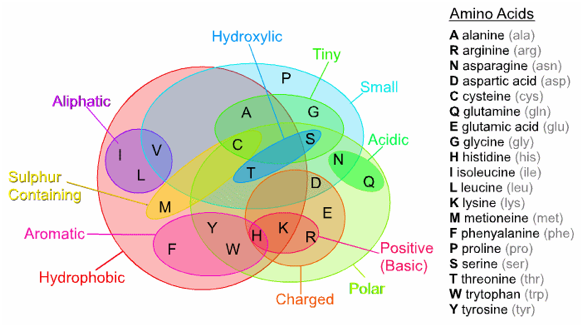 Hydroxylic
Tiny
P
Small
Aliphatic
A
G
Acidic
S
I
V
C
N
L
T
D
Q
Sulphur
Containing
M
E
Aromatic
Y
H
K
R
Positive
(Basic)
F
W
Hydrophobic
Charged
Polar
Amino Acids
A alanine (ala)
R arginine (arg)
N asparagine (asn)
D aspartic acid (asp)
C cysteine (cys)
Q glutamine (gln)
E glutamic acid (glu)
G glycine (gly)
H histidine (his)
I isoleucine (ile)
L leucine (leu)
K lysine (lys)
M metioneine (met)
F phenyalanine (phe)
P proline (pro)
S serine (ser)
T threonine (thr)
W trytophan (trp)
Y tyrosine (tyr)